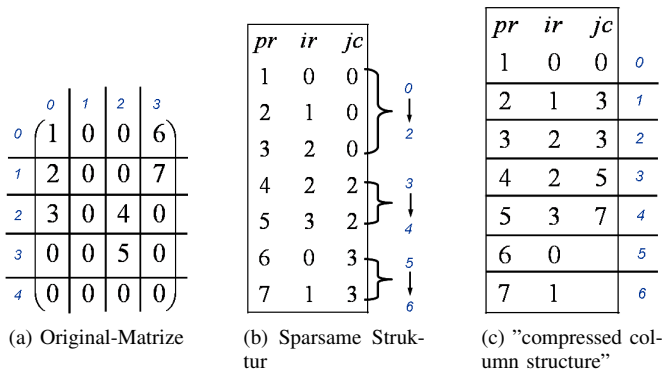 0 1 2 3
0 1 0 0 6
1 2 0 0 7
2 3 0 4 0
3 0 0 5 0
4 0 0 0 0
(a) Original-Matrize
pr ir jc
1 0 0
2 1 0
3 2 0
4 2 2
5 3 2
6 0 3
7 1 3
0
2
3
4
5
6
(b) Sparsame Struk-
tur
pr ir jc
1 0 0 0
2 1 3 1
3 2 3 2
4 2 5 3
5 3 7 4
6 0 5
7 1 6
(c) "compressed col-
umn structure"